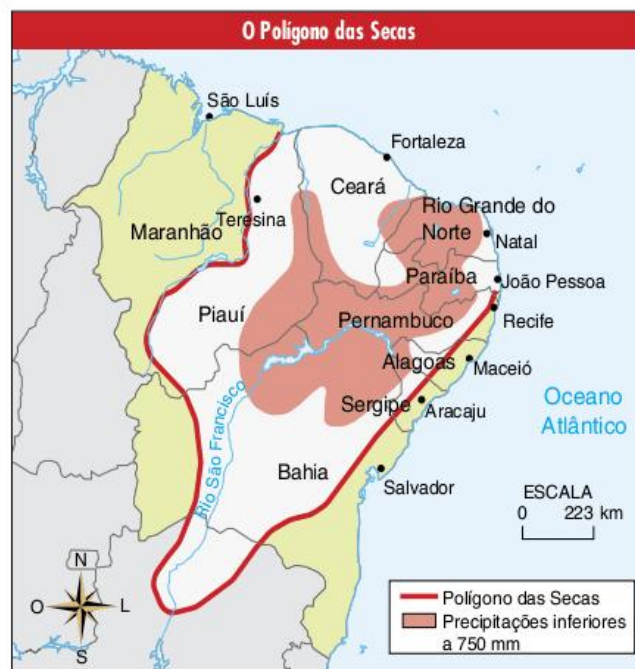 O Polígono das Secas
São Luís
Fortaleza
Ceará
Teresina
Rio Grande do
Norte
Natal
Maranhão
Paraíba
João Pessoa
Piauí
Pernambuco
Recife
Alagoas
Maceió
Sergipe
Aracaju
Oceano
Atlântico
Rio São Francisco
Bahia
Salvador
ESCALA
0 223 km
N
O L
S
Polígono das Secas
Precipitações inferiores
a 750 mm